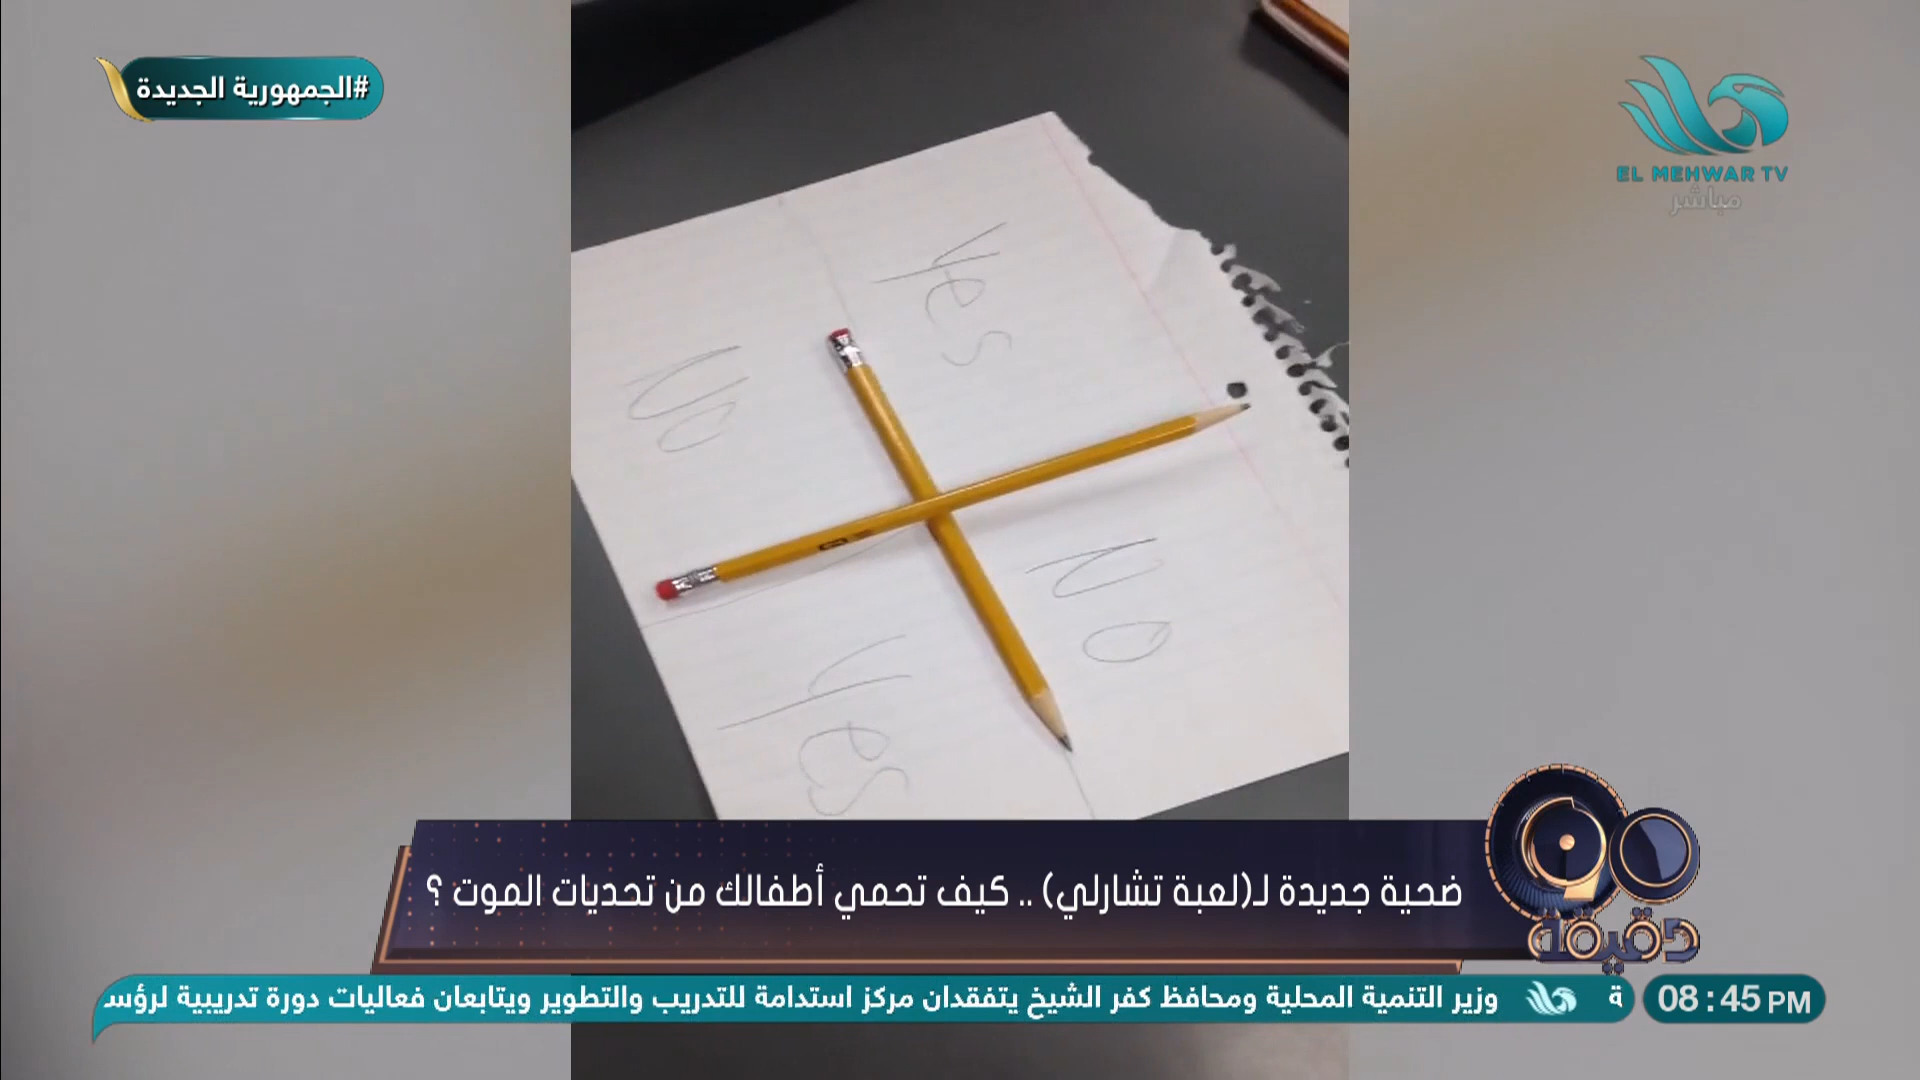 #الجمهورية الجديدة
EL MEHWAR TV
مباشر
Yes
No
No
Yes
90
دقيقة
ضحية جديدة لـ(لعبة تشارلي) .. كيف تحمي أطفالك من تحديات الموت ؟
ة وزير التنمية المحلية ومحافظ كفر الشيخ يتفقدان مركز استدامة للتدريب والتطوير ويتابعان فعاليات دورة تدريبية لرؤس
08:45 PM